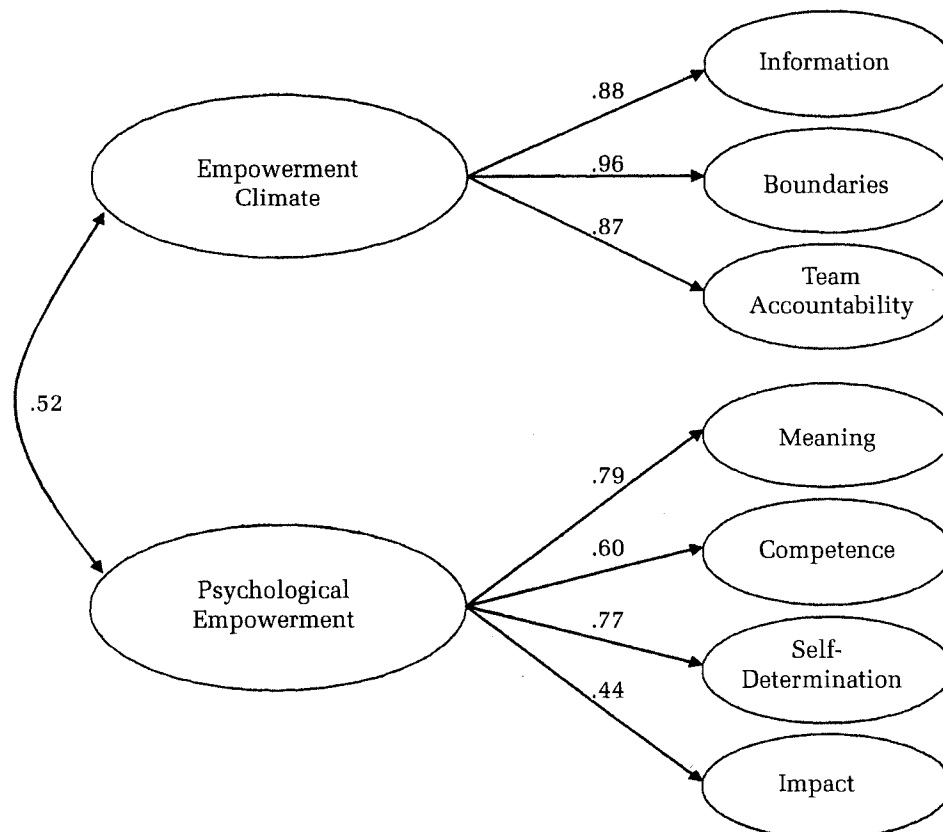 Information
.88
Empowerment
Climate
.96
Boundaries
.87
Team
Accountability
.52
Meaning
.79
Psychological
Empowerment
.60
Competence
.77
Self-
Determination
.44
Impact